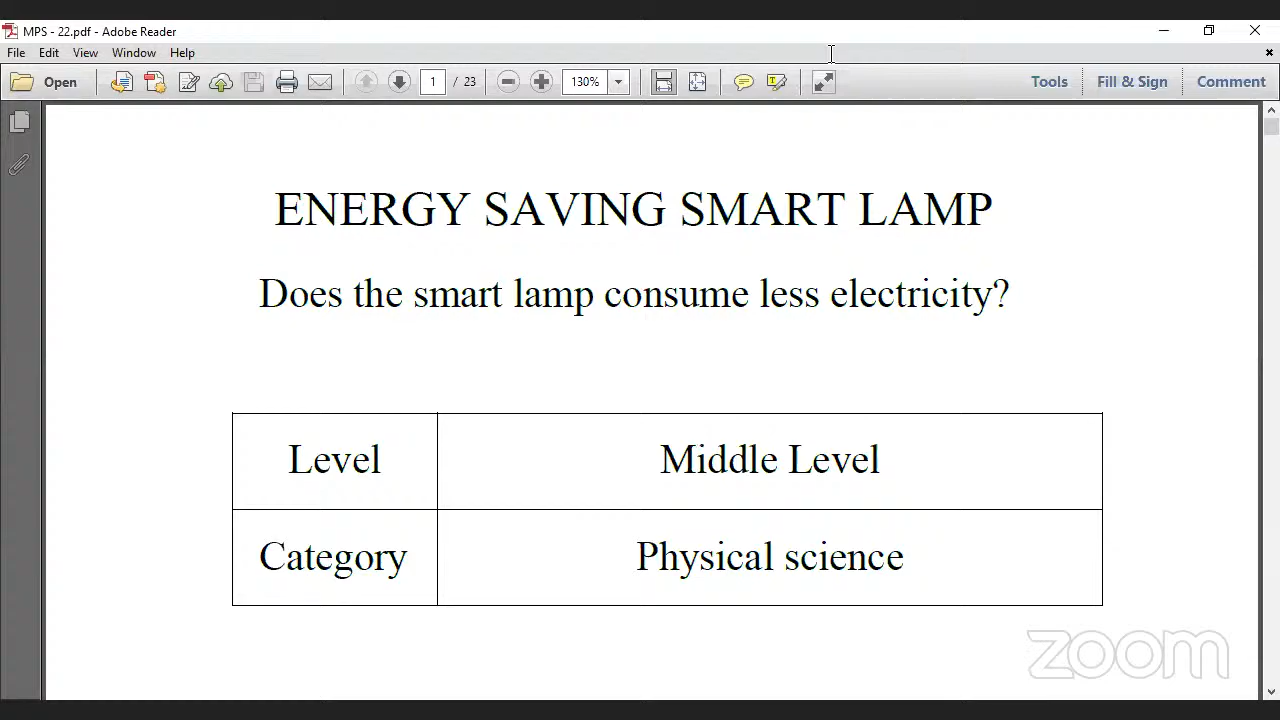 MPS - 22.pdf - Adobe Reader
File Edit View Window Help
Open 1 / 23 130% Tools Fill & Sign Comment
ENERGY SAVING SMART LAMP
Does the smart lamp consume less electricity?
Level Middle Level
Category Physical science
zoom